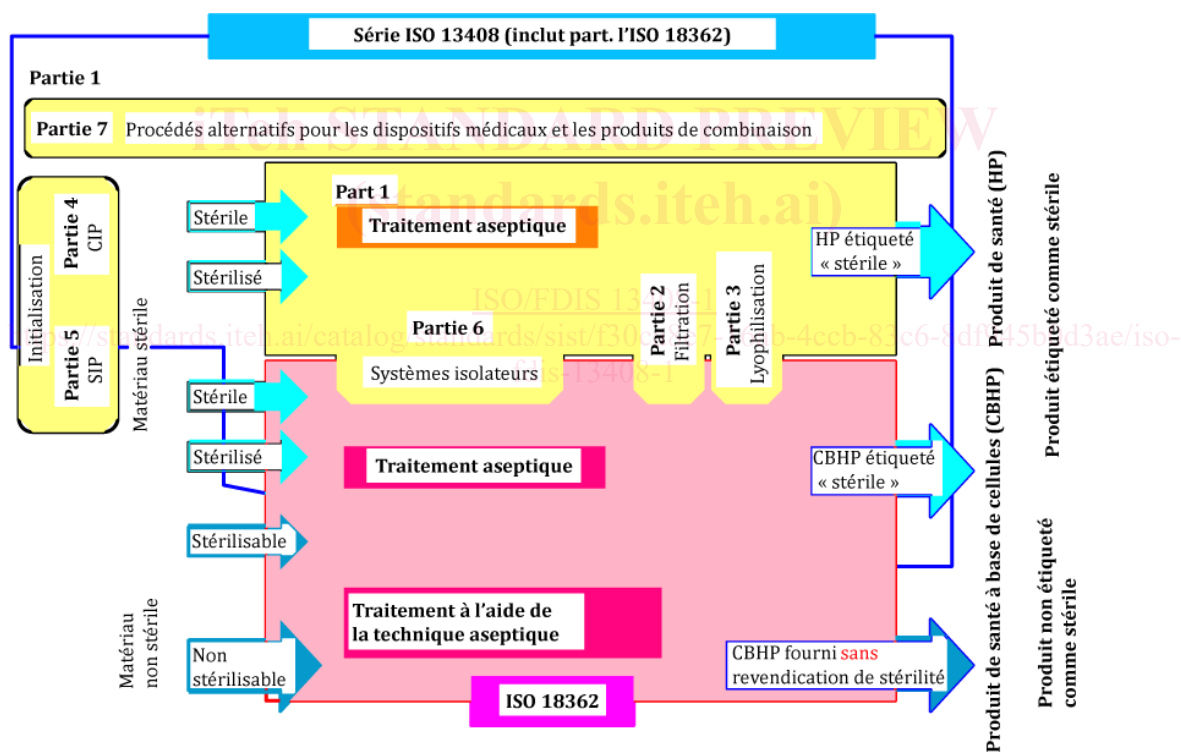 Série ISO 13408 (inclut part. l'ISO 18362)
Partie 1
Partie 7 Procédés alternatifs pour les dispositifs médicaux et les produits de combinaison
iTeh STANDARD PREVIEW
(standards.iteh.ai)
Initialisation
Partie 4
CIP
Partie 5
SIP
Matériau stérile
Stérile
Stérilisé
Part 1
Traitement aseptique
HP étiqueté
« stérile »
Partie 6
Systèmes isolateurs
Partie 2
Filtration
Partie 3
Lyophilisation
ISO/FDIS 13408-1
fdis-13408-1
Stérile
Stérilisé
Stérilisable
Matériau
non stérile
Non
stérilisable
Traitement aseptique
CBHP étiqueté
« stérile »
Traitement à l'aide de
la technique aseptique
CBHP fourni sans
revendication de stérilité
ISO 18362
Produit de santé (HP)
Produit de santé à base de cellules (CBHP)
Produit étiqueté comme stérile
Produit non étiqueté
comme stérile